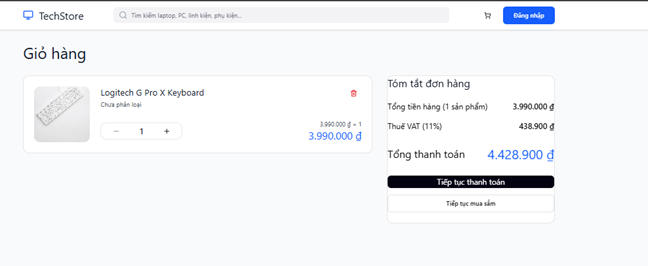 TechStore
Tìm kiếm laptop, PC, linh kiện, phụ kiện...
Đăng nhập
Giỏ hàng
Logitech G Pro X Keyboard
Chưa phân loại
1
3.990.000 ₫ × 1
3.990.000 ₫
Tóm tắt đơn hàng
Tổng tiền hàng (1 sản phẩm) 3.990.000 ₫
Thuế VAT (11%) 438.900 ₫
Tổng thanh toán 4.428.900 ₫
Tiếp tục thanh toán
Tiếp tục mua sắm